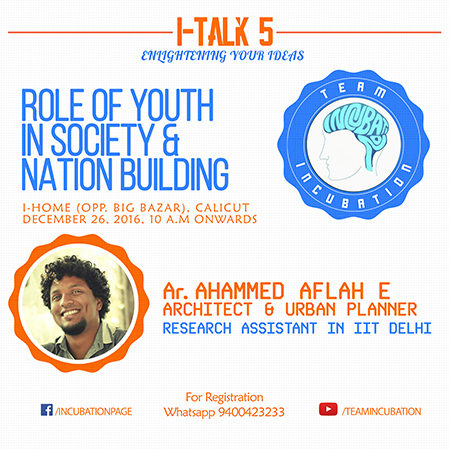 I-TALK 5
ENLIGHTENING YOUR IDEAS
ROLE OF YOUTH
IN SOCIETY &
NATION BUILDING
TEAM
INCUBATION
INCUBATIO
I-HOME (OPP. BIG BAZAR), CALICUT
DECEMBER 26, 2016, 10 A.M ONWARDS
Ar. AHAMMED AFLAH E
ARCHITECT & URBAN PLANNER
RESEARCH ASSISTANT IN IIT DELHI
For Registration
/INCUBATIONPAGE Whatsapp 9400423233 /TEAMINCUBATION